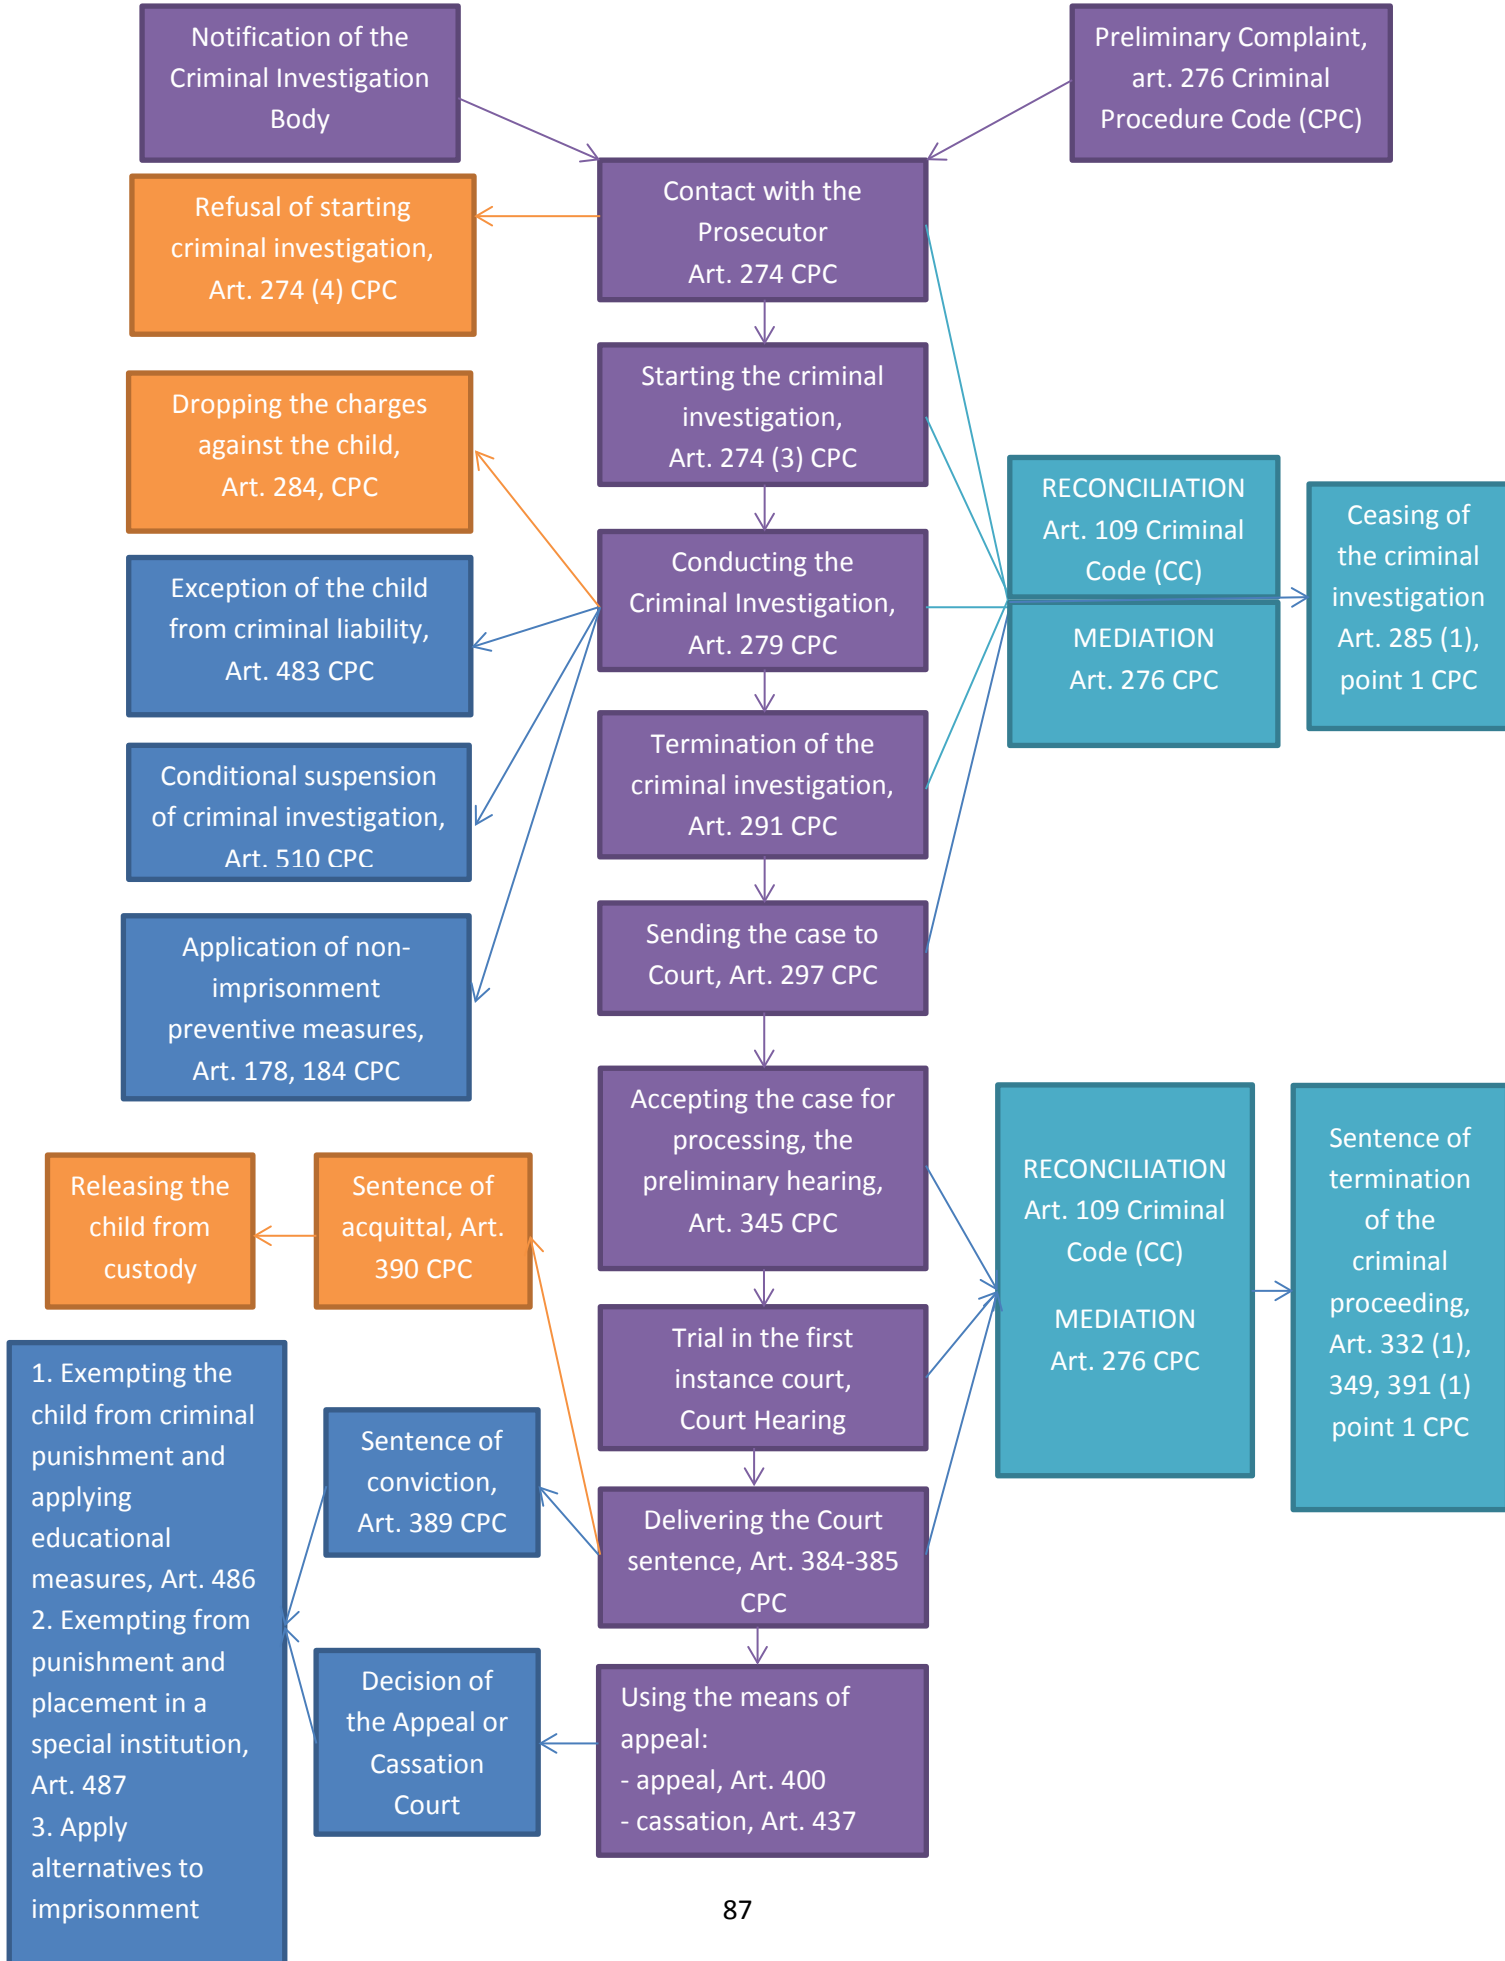 Notification of the
Criminal Investigation
Body
Preliminary Complaint,
art. 276 Criminal
Procedure Code (CPC)
Contact with the
Prosecutor
Art. 274 CPC
Refusal of starting
criminal investigation,
Art. 274 (4) CPC
Starting the criminal
investigation,
Art. 274 (3) CPC
Dropping the charges
against the child,
Art. 284, CPC
RECONCILIATION
Art. 109 Criminal
Code (CC)
MEDIATION
Art. 276 CPC
Ceasing of
the criminal
investigation
Art. 285 (1),
point 1 CPC
Conducting the
Criminal Investigation,
Art. 279 CPC
Exception of the child
from criminal liability,
Art. 483 CPC
Termination of the
criminal investigation,
Art. 291 CPC
Conditional suspension
of criminal investigation,
Art. 510 CPC
Sending the case to
Court, Art. 297 CPC
Application of non-
imprisonment
preventive measures,
Art. 178, 184 CPC
Accepting the case for
processing, the
preliminary hearing,
Art. 345 CPC
RECONCILIATION
Art. 109 Criminal
Code (CC)
MEDIATION
Art. 276 CPC
Sentence of
termination
of the
criminal
proceeding,
Art. 332 (1),
349, 391 (1)
point 1 CPC
Releasing the
child from
custody
Sentence of
acquittal, Art.
390 CPC
Trial in the first
instance court,
Court Hearing
1. Exempting the
child from criminal
punishment and
applying
educational
measures, Art. 486
2. Exempting from
punishment and
placement in a
special institution,
Art. 487
3. Apply
alternatives to
imprisonment
Sentence of
conviction,
Art. 389 CPC
Delivering the Court
sentence, Art. 384-385
CPC
Decision of
the Appeal or
Cassation
Court
Using the means of
appeal:
- appeal, Art. 400
- cassation, Art. 437
87